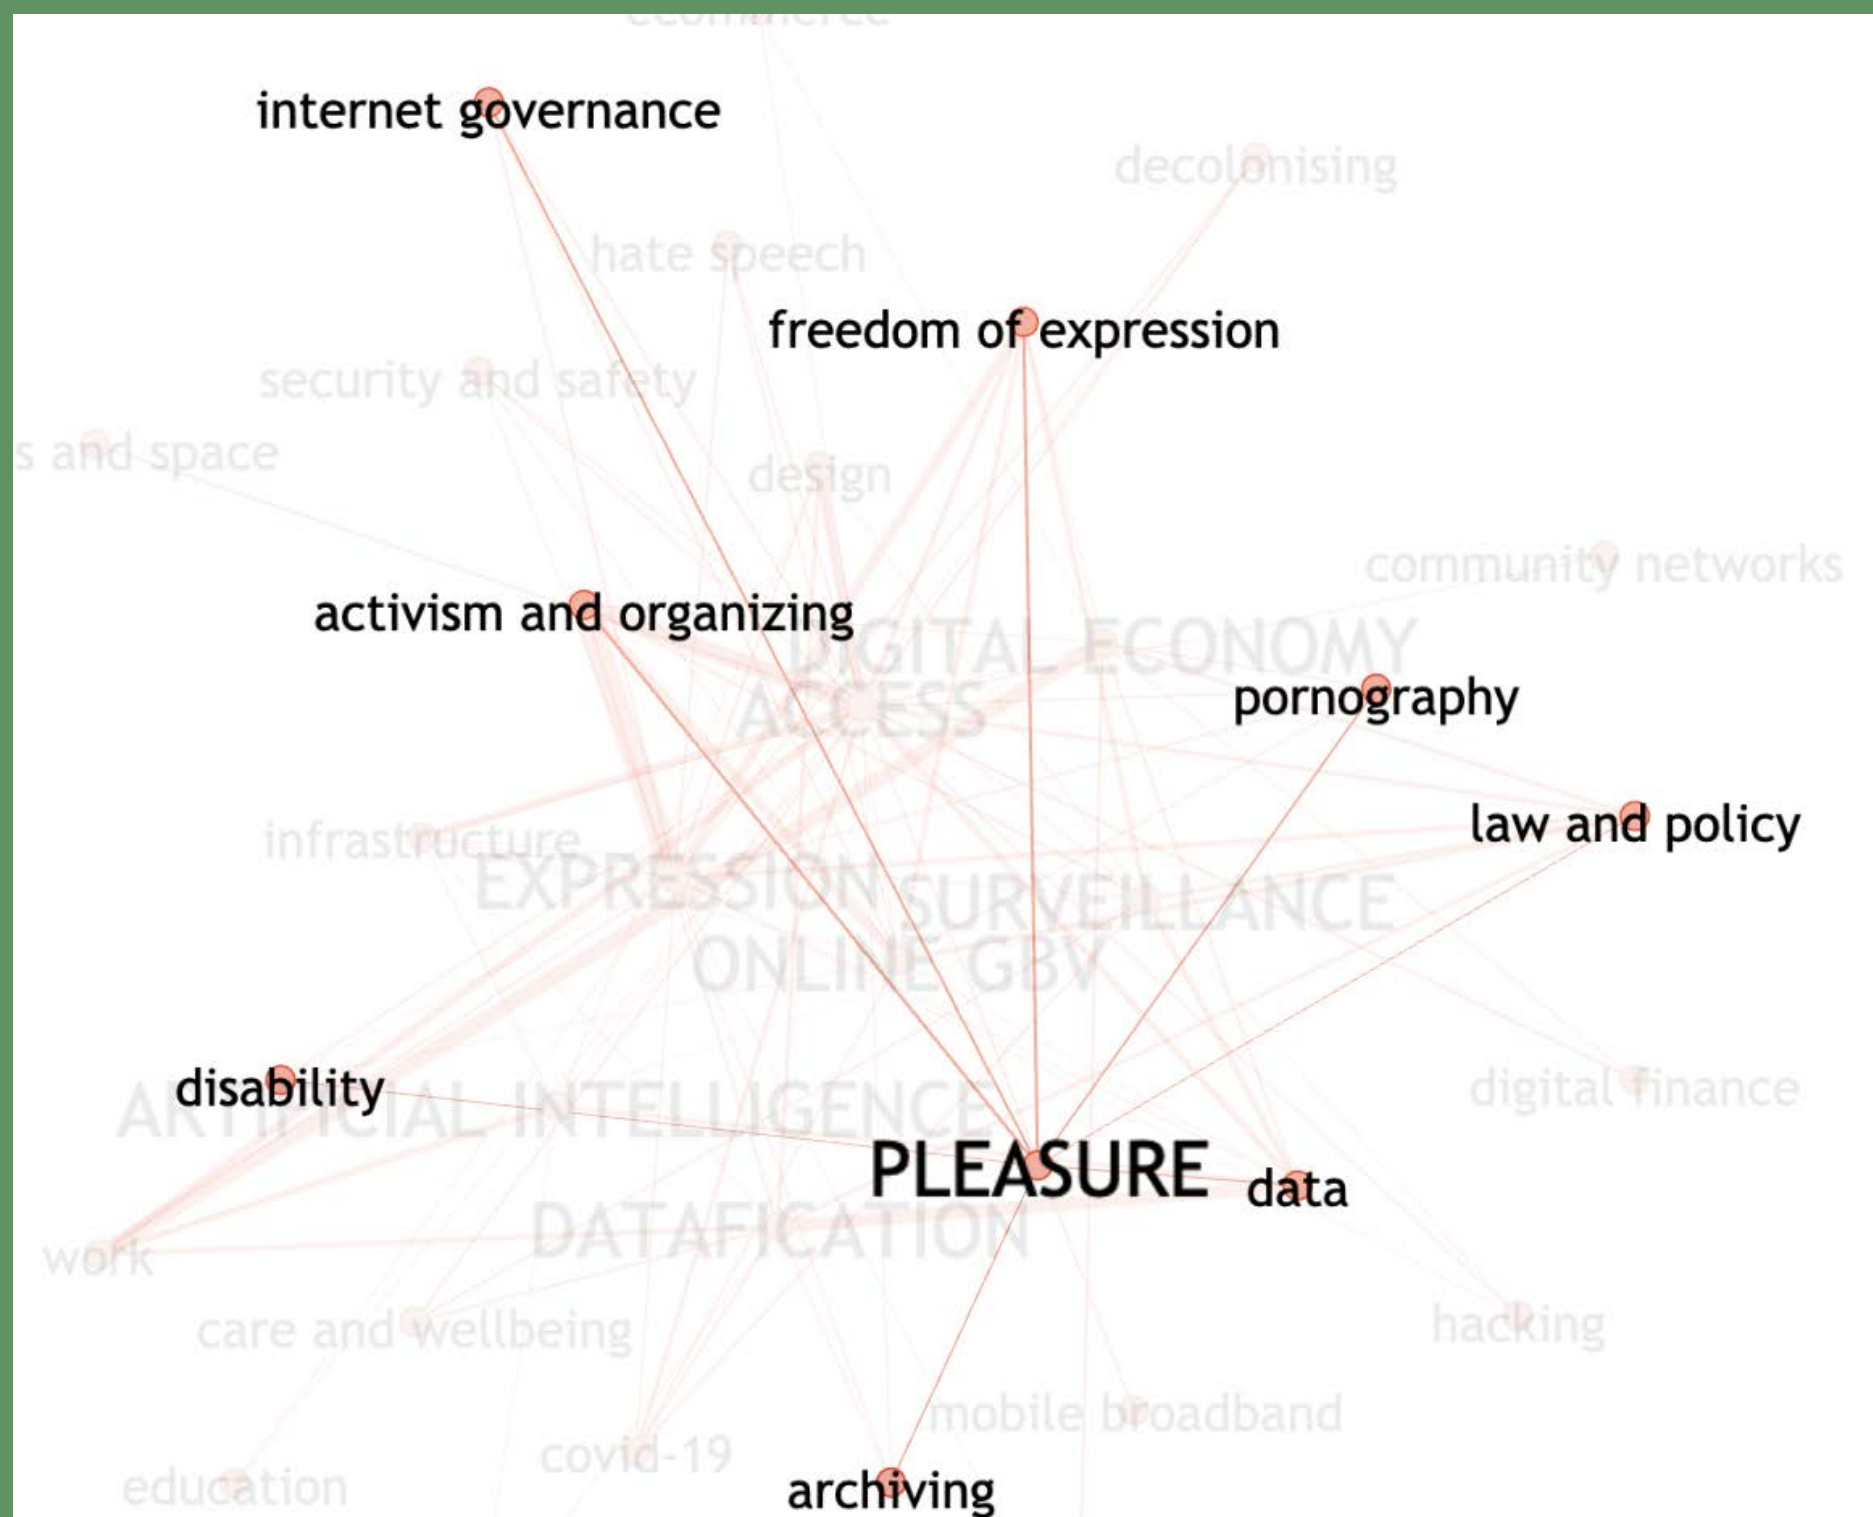 ecommerce
internet governance
decolonising
hate speech
freedom of expression
security and safety
s and space
design
community networks
activism and organizing
DIGITAL ECONOMY
ACCESS
pornography
law and policy
infrastructure
EXPRESSION
SURVEILLANCE
ONLINE GBV
disability
digital finance
ARTIFICIAL INTELLIGENCE
PLEASURE
data
DATAFICATION
work
care and wellbeing
hacking
mobile broadband
covid-19
education
archiving